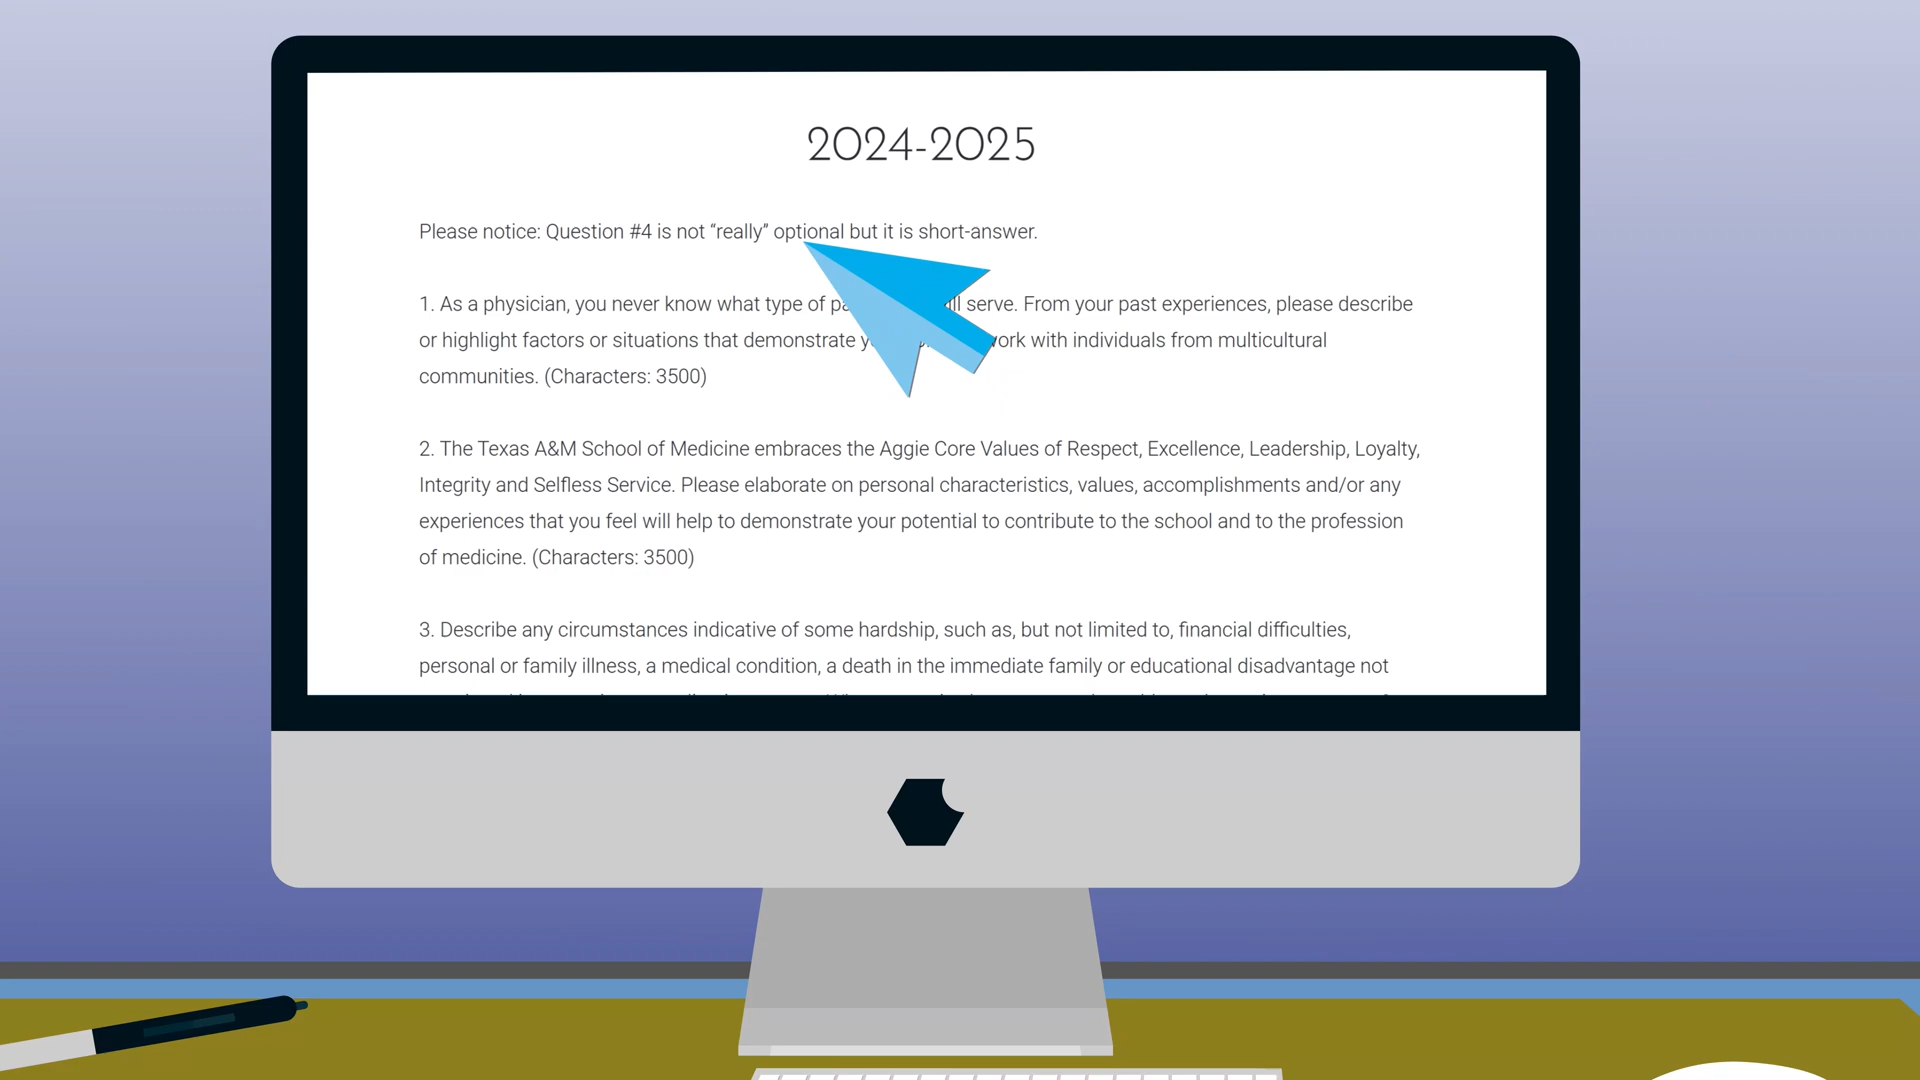 2024-2025
Please notice: Question #4 is not “really” optional but it is short-answer.
1. As a physician, you never know what type of serve. From your past experiences, please describe
or highlight factors or situations that demonstrate work with individuals from multicultural
communities. (Characters: 3500)
2. The Texas A&M School of Medicine embraces the Aggie Core Values of Respect, Excellence, Leadership, Loyalty,
Integrity and Selfless Service. Please elaborate on personal characteristics, values, accomplishments and/or any
experiences that you feel will help to demonstrate your potential to contribute to the school and to the profession
of medicine. (Characters: 3500)
3. Describe any circumstances indicative of some hardship, such as, but not limited to, financial difficulties,
personal or family illness, a medical condition, a death in the immediate family or educational disadvantage not